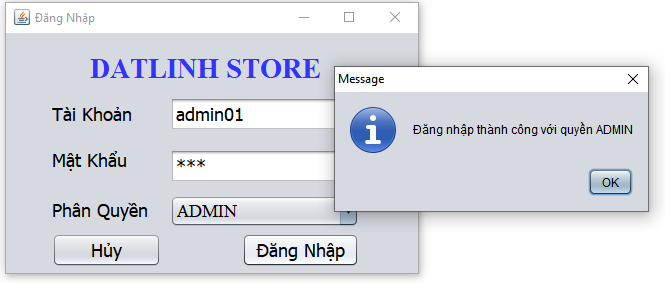 Đăng Nhập
DATLINH STORE
Tài Khoản
admin01
Mật Khẩu
***
Phân Quyền
ADMIN
Hủy
Đăng Nhập
Message
Đăng nhập thành công với quyền ADMIN
OK